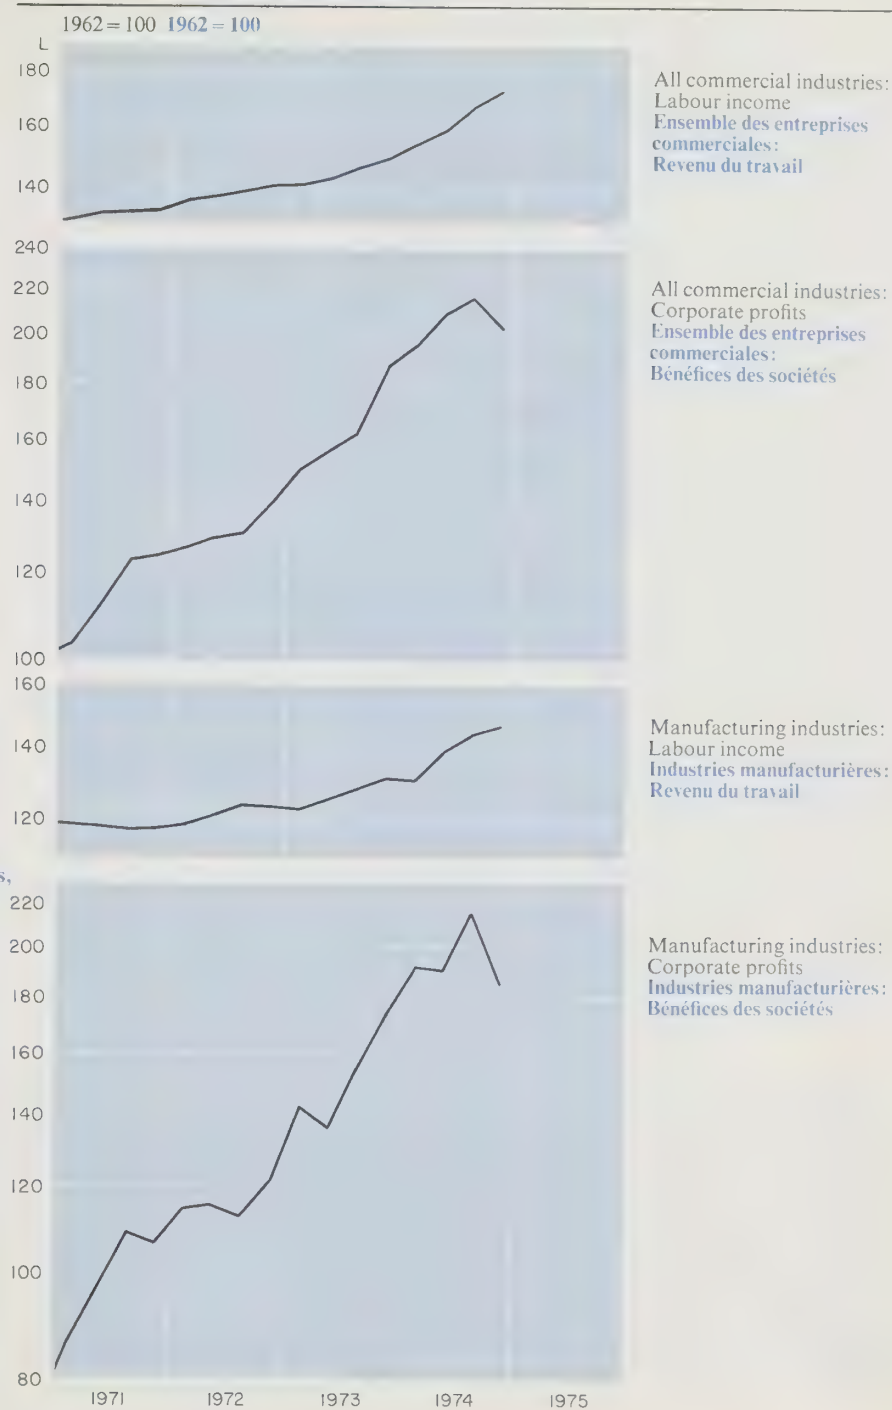 1962 = 100 1962 = 100
L
180
160
140
All commercial industries:
Labour income
Ensemble des entreprises
commerciales:
Revenu du travail
240
220
200
180
160
140
120
100
All commercial industries:
Corporate profits
Ensemble des entreprises
commerciales:
Bénéfices des sociétés
160
140
120
Manufacturing industries:
Labour income
Industries manufacturières:
Revenu du travail
s,
220
200
180
160
140
120
100
80
Manufacturing industries:
Corporate profits
Industries manufacturières:
Bénéfices des sociétés
1971 1972 1973 1974 1975